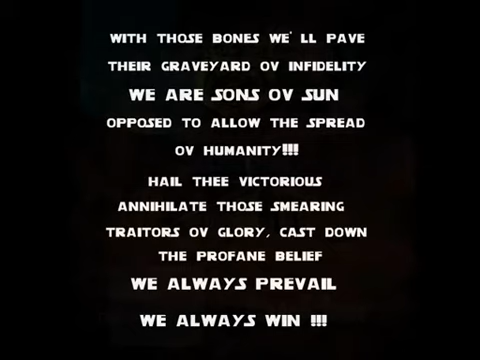 WITH THOSE BONES WE' LL PAVE
THEIR GRAVEYARD OV INFIDELITY
WE ARE SONS OV SUN
OPPOSED TO ALLOW THE SPREAD
OV HUMANITY!!!
HAIL THEE VICTORIOUS
ANNIHILATE THOSE SMEARING
TRAITORS OV GLORY, CAST DOWN
THE PROFANE BELIEF
WE ALWAYS PREVAIL
WE ALWAYS WIN !!!